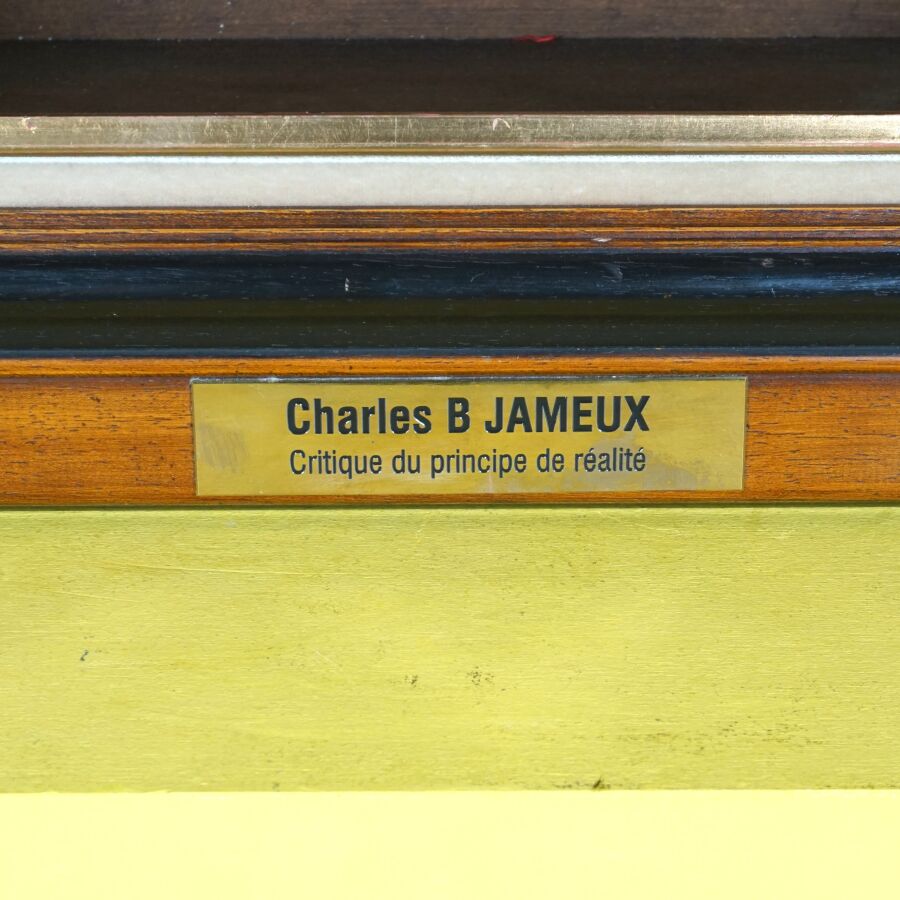 Charles B JAMEUX
Critique du principe de réalité